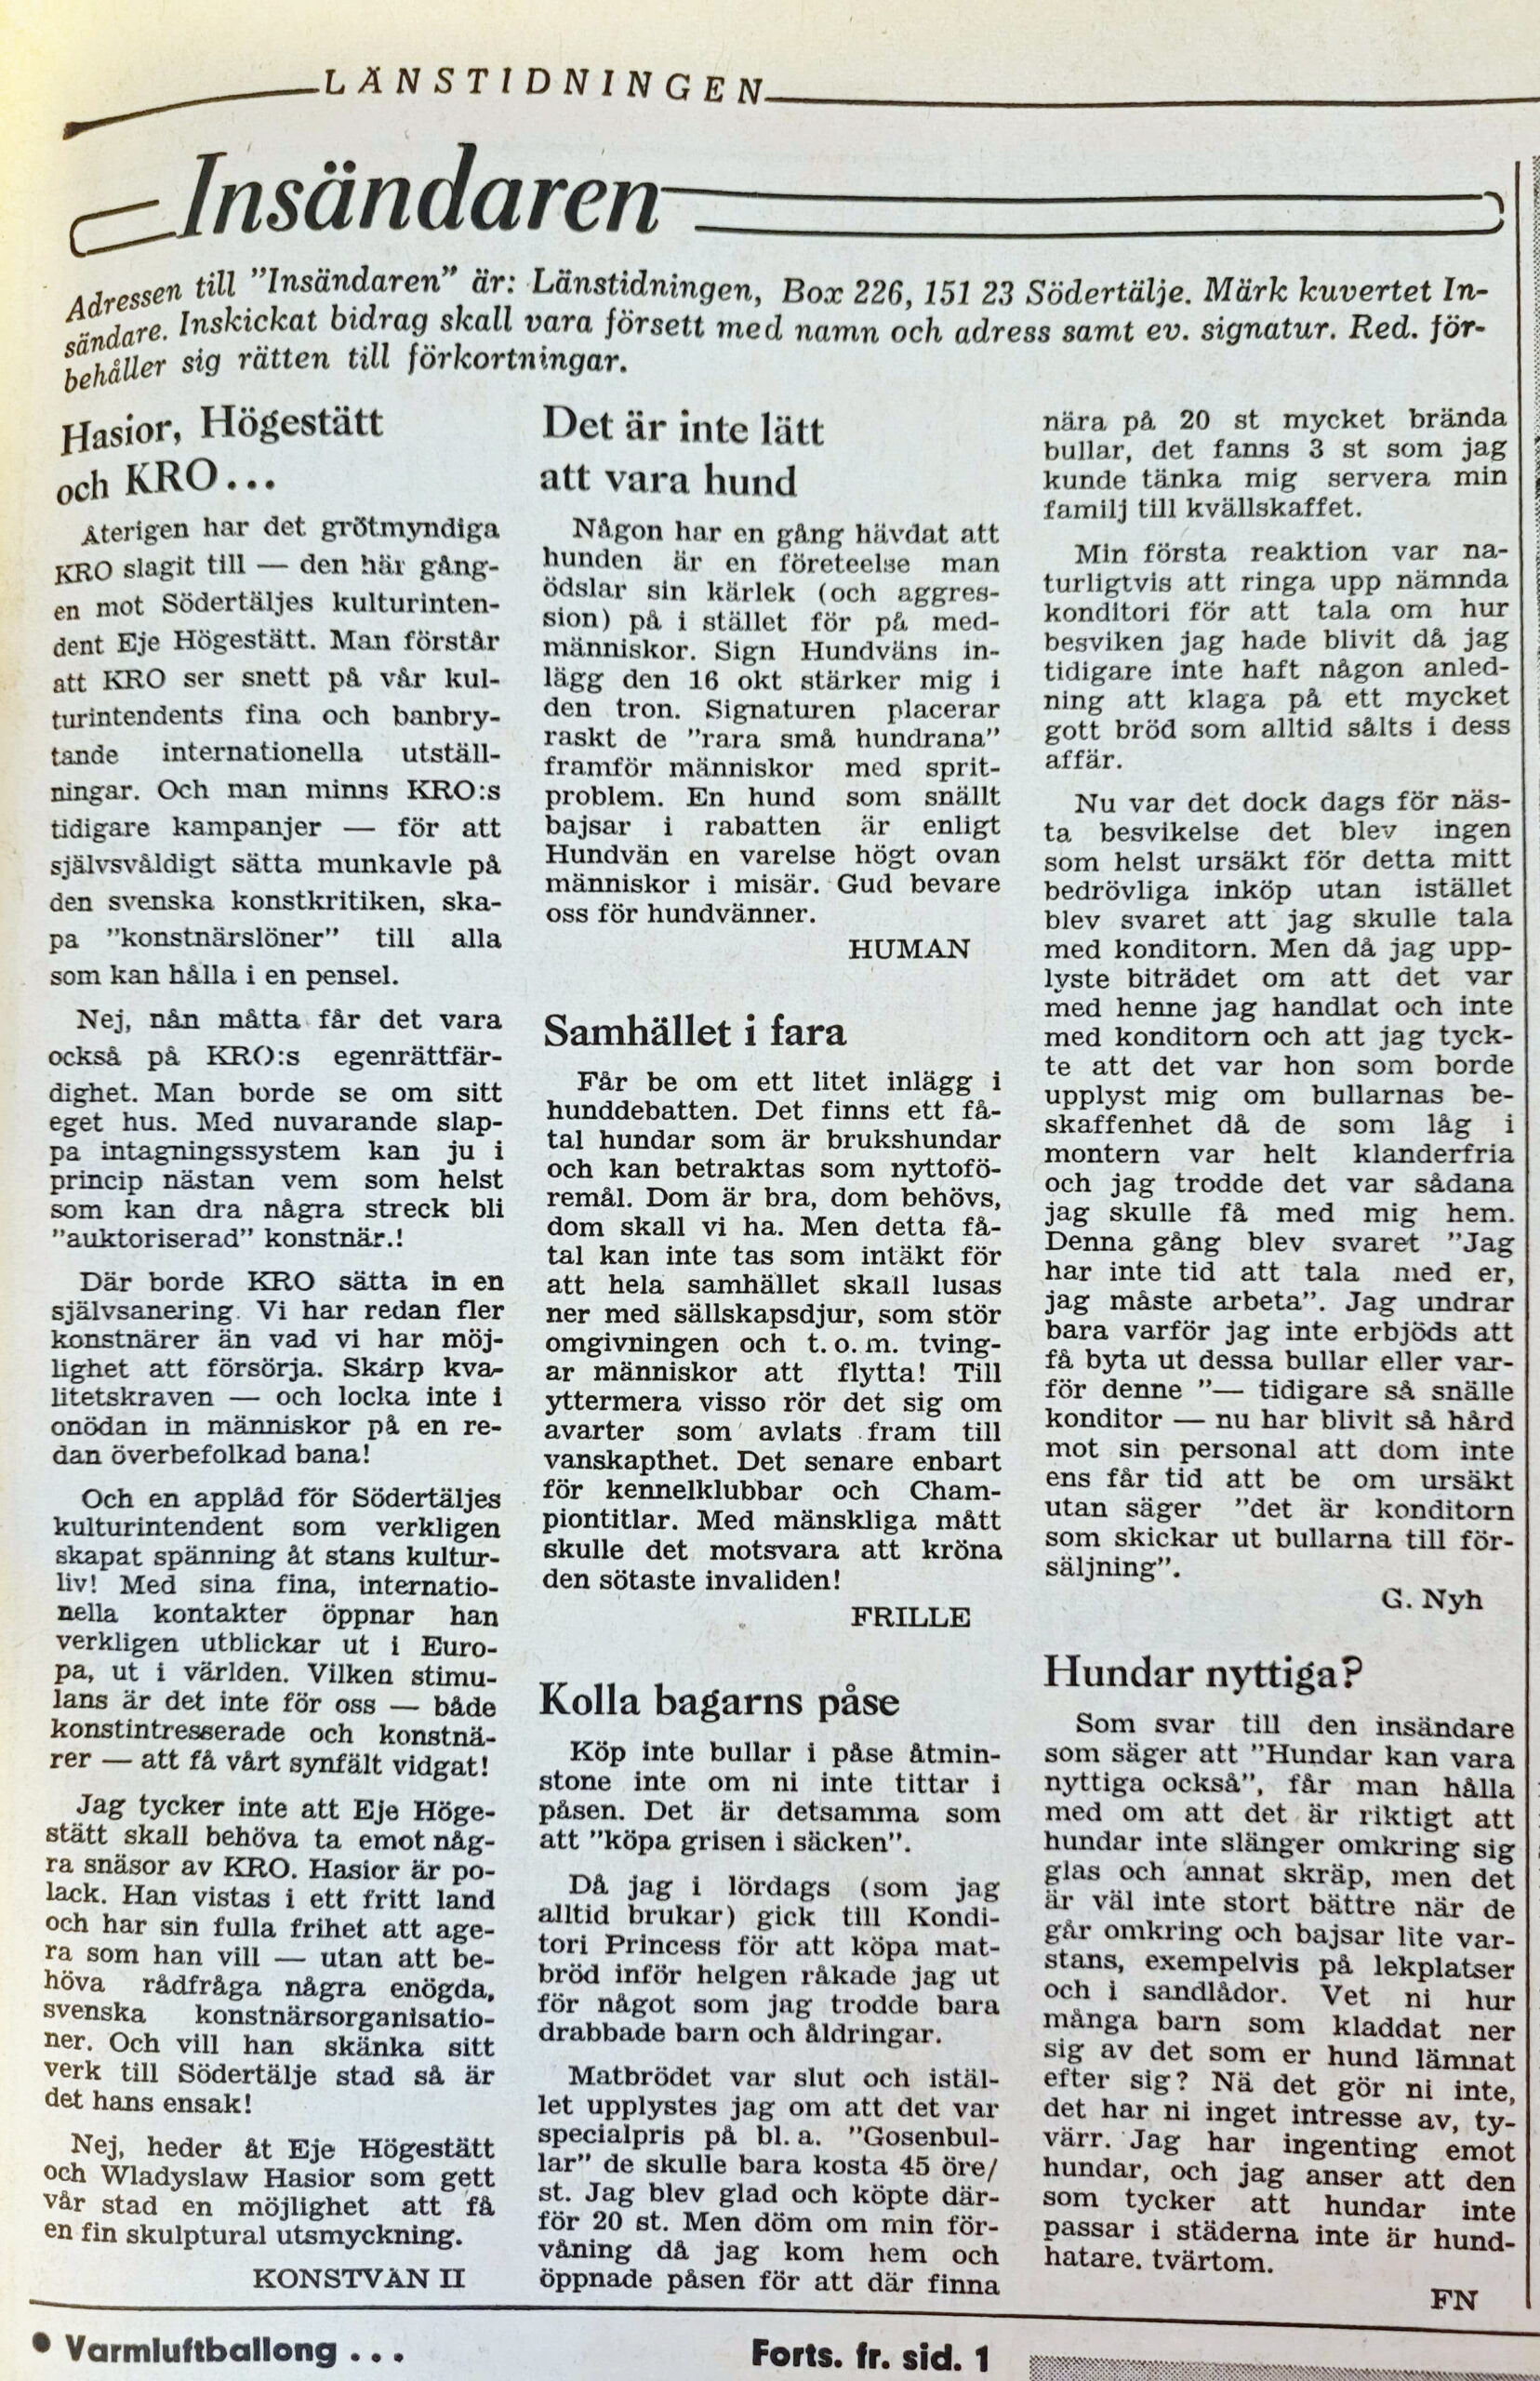 LÄNSTIDNINGEN
Insändaren
Adressen till "Insändaren" är: Länstidningen, Box 226, 151 23 Södertälje. Märk kuvertet In-
sändare. Inskickat bidrag skall vara försett med namn och adress samt ev. signatur. Red. för-
behåller sig rätten till förkortningar.
Hasior, Högestätt
och KRO...
Återigen har det grötmyndiga
KRO slagit till — den här gång-
en mot Södertäljes kulturinten-
dent Eje Högestätt. Man förstår
att KRO ser snett på vår kul-
turintendents fina och banbry-
tande internationella utställ-
ningar. Och man minns KRO:s
tidigare kampanjer — för att
självsvåldigt sätta munkavle på
den svenska konstkritiken, ska-
pa "konstnärslöner" till alla
som kan hålla i en pensel.
Nej, nån måtta får det vara
också på KRO:s egenrättfär-
dighet. Man borde se om sitt
eget hus. Med nuvarande slap-
pa intagningssystem kan ju i
princip nästan vem som helst
som kan dra några streck bli
"auktoriserad" konstnär.!
Där borde KRO sätta in en
självsanering. Vi har redan fler
konstnärer än vad vi har möj-
lighet att försörja. Skärp kva-
litetskraven — och locka inte i
onödan in människor på en re-
dan överbefolkad bana!
Och en applåd för Södertäljes
kulturintendent som verkligen
skapat spänning åt stans kultur-
liv! Med sina fina, internatio-
nella kontakter öppnar han
verkligen utblickar ut i Euro-
pa, ut i världen. Vilken stimu-
lans är det inte för oss — både
konstintresserade och konstnä-
rer — att få vårt synfält vidgat!
Jag tycker inte att Eje Höge-
stätt skall behöva ta emot någ-
ra snäsor av KRO. Hasior är po-
lack. Han vistas i ett fritt land
och har sin fulla frihet att age-
ra som han vill — utan att be-
höva rådfråga några enögda,
svenska konstnärsorganisatio-
ner. Och vill han skänka sitt
verk till Södertälje stad så är
det hans ensak!
Nej, heder åt Eje Högestätt
och Wladyslaw Hasior som gett
vår stad en möjlighet att få
en fin skulptural utsmyckning.
KONSTVÄN II
Det är inte lätt
att vara hund
Någon har en gång hävdat att
hunden är en företeelse man
ödslar sin kärlek (och aggres-
sion) på i stället för på med-
människor. Sign Hundväns in-
lägg den 16 okt stärker mig i
den tron. Signaturen placerar
raskt de "rara små hundrana"
framför människor med sprit-
problem. En hund som snällt
bajsar i rabatten är enligt
Hundvän en varelse högt ovan
människor i misär. Gud bevare
oss för hundvänner.
HUMAN
Samhället i fara
Får be om ett litet inlägg i
hunddebatten. Det finns ett få-
tal hundar som är brukshundar
och kan betraktas som nyttofö-
remål. Dom är bra, dom behövs,
dom skall vi ha. Men detta få-
tal kan inte tas som intäkt för
att hela samhället skall lusas
ner med sällskapsdjur, som stör
omgivningen och t. o. m. tving-
ar människor att flytta! Till
yttermera visso rör det sig om
avarter som avlats fram till
vanskapthet. Det senare enbart
för kennelklubbar och Cham-
piontitlar. Med mänskliga mått
skulle det motsvara att kröna
den sötaste invaliden!
FRILLE
Kolla bagarns påse
Köp inte bullar i påse åtmin-
stone inte om ni inte tittar i
påsen. Det är detsamma som
att "köpa grisen i säcken".
Då jag i lördags (som jag
alltid brukar) gick till Kondi-
tori Princess för att köpa mat-
bröd inför helgen råkade jag ut
för något som jag trodde bara
drabbade barn och åldringar.
Matbrödet var slut och istäl-
let upplystes jag om att det var
specialpris på bl. a. "Gosenbul-
lar" de skulle bara kosta 45 öre/
st. Jag blev glad och köpte där-
för 20 st. Men döm om min för-
våning då jag kom hem och
öppnade påsen för att där finna
nära på 20 st mycket brända
bullar, det fanns 3 st som jag
kunde tänka mig servera min
familj till kvällskaffet.
Min första reaktion var na-
turligtvis att ringa upp nämnda
konditori för att tala om hur
besviken jag hade blivit då jag
tidigare inte haft någon anled-
ning att klaga på ett mycket
gott bröd som alltid sålts i dess
affär.
Nu var det dock dags för näs-
ta besvikelse det blev ingen
som helst ursäkt för detta mitt
bedrövliga inköp utan istället
blev svaret att jag skulle tala
med konditorn. Men då jag upp-
lyste biträdet om att det var
med henne jag handlat och inte
med konditorn och att jag tyck-
te att det var hon som borde
upplyst mig om bullarnas be-
skaffenhet då de som låg i
montern var helt klanderfria
och jag trodde det var sådana
jag skulle få med mig hem.
Denna gång blev svaret "Jag
har inte tid att tala med er,
jag måste arbeta". Jag undrar
bara varför jag inte erbjöds att
få byta ut dessa bullar eller var-
för denne "— tidigare så snälle
konditor — nu har blivit så hård
mot sin personal att dom inte
ens får tid att be om ursäkt
utan säger "det är konditorn
som skickar ut bullarna till för-
säljning".
G. Nyh
Hundar nyttiga?
Som svar till den insändare
som säger att "Hundar kan vara
nyttiga också", får man hålla
med om att det är riktigt att
hundar inte slänger omkring sig
glas och annat skräp, men det
är väl inte stort bättre när de
går omkring och bajsar lite var-
stans, exempelvis på lekplatser
och i sandlådor. Vet ni hur
många barn som kladdat ner
sig av det som er hund lämnat
efter sig? Nä det gör ni inte,
det har ni inget intresse av, ty-
värr. Jag har ingenting emot
hundar, och jag anser att den
som tycker att hundar inte
passar i städerna inte är hund-
hatare. tvärtom.
FN
• Varmluftballong . . .
Forts. fr. sid. 1